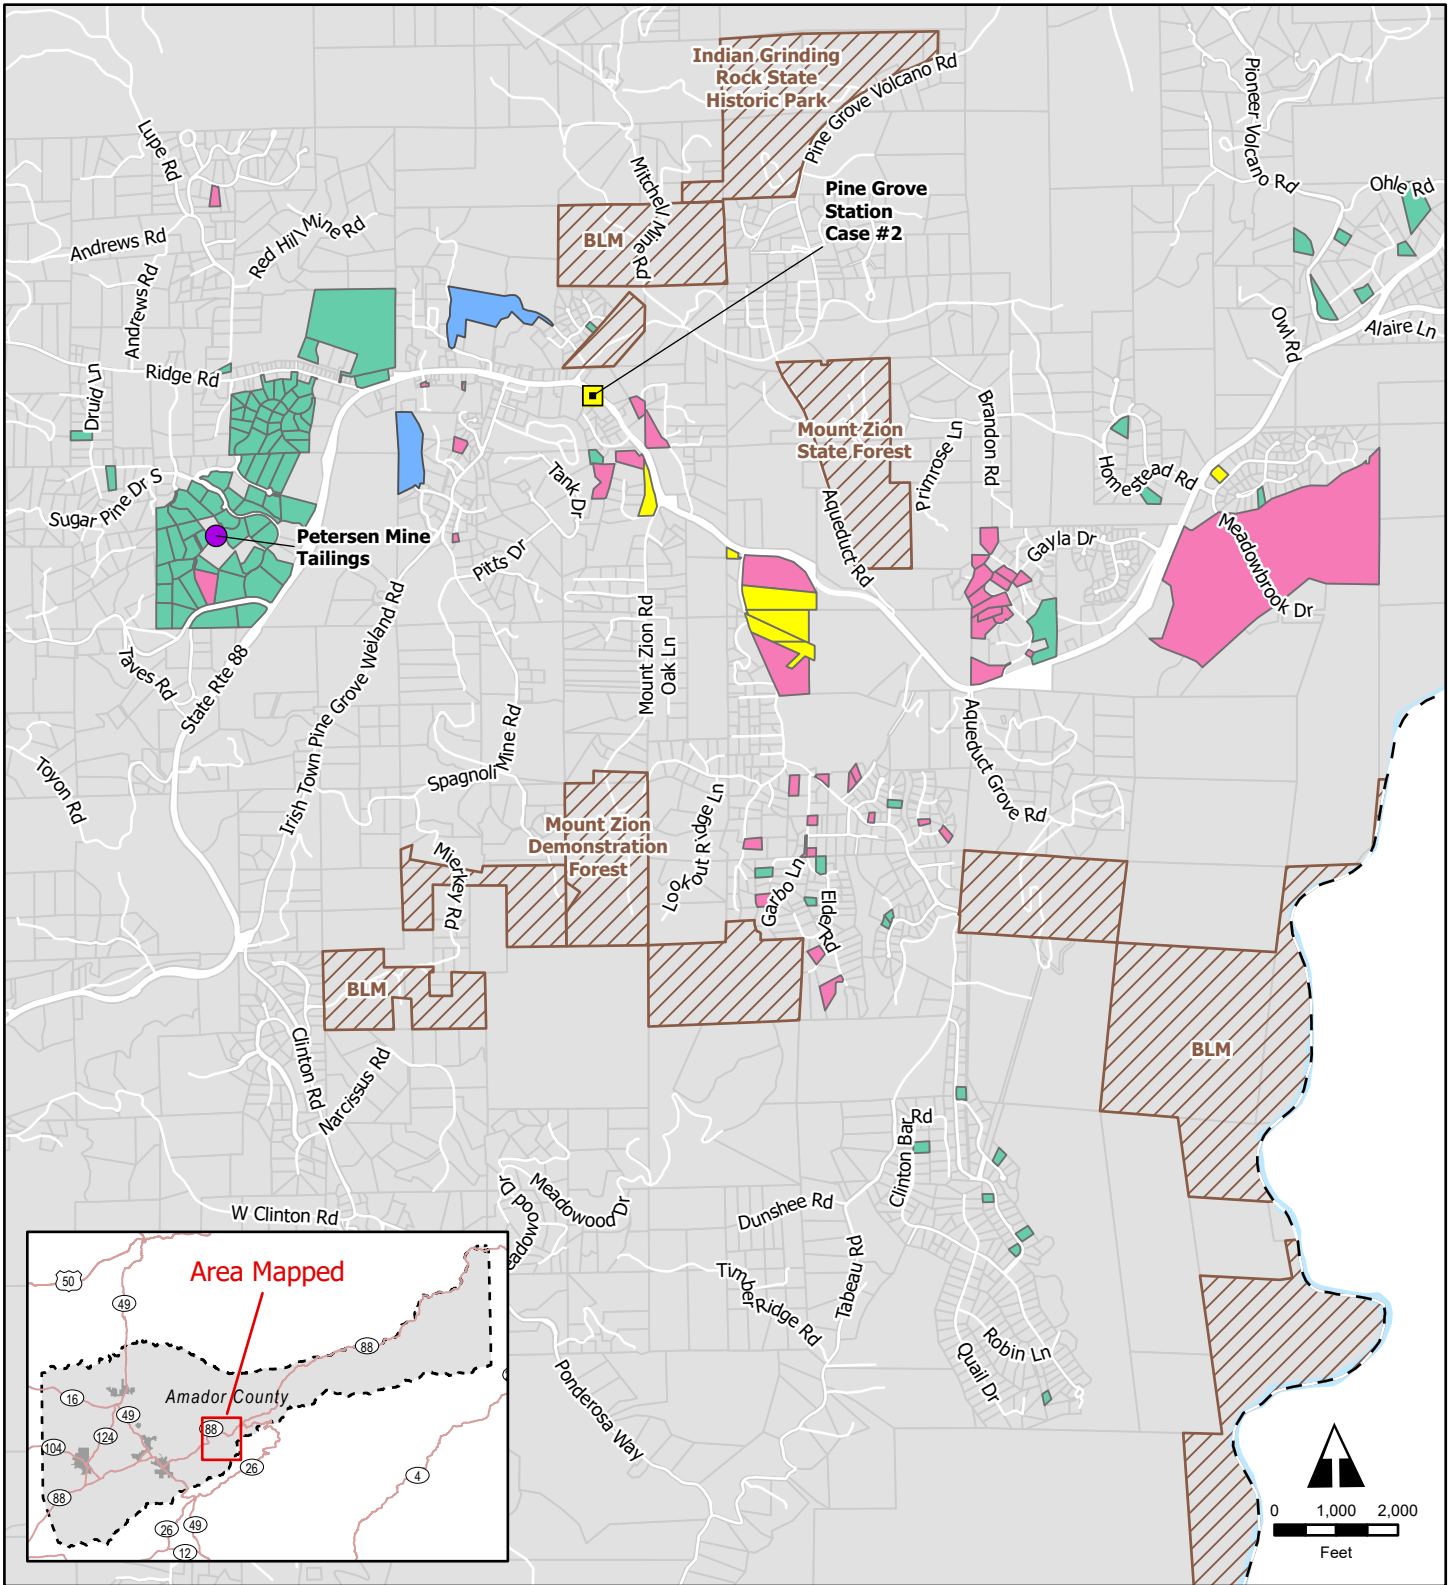 Indian Grinding
Rock State
Historic Park
Pine Grove Volcano Rd
Pioneer Volcano Rd
Ohle Rd
Lupe Rd
Mitchell Mine Rd
Pine Grove
Station
Case #2
Andrews Rd
Red Hill Mine Rd
BLM
Andrews Rd
Owl Rd
Alaire Ln
Ridge Rd
Druid Ln
Mount Zion
State Forest
Primrose Ln
Brandon Rd
Homestead Rd
Tank Dr
Sugar Pine Dr S
Petersen Mine
Tailings
Pitts Dr
Aqueduct Rd
Gayla Dr
Meadowbrook Dr
Mount Zion Rd
Oak Ln
Taves Rd
State Rte 88
Irish Town Pine Grove Weiland Rd
Toyon Rd
Spagnoli Mine Rd
Aqueduct Grove Rd
Mount Zion
Demonstration
Forest
Lookout Ridge Ln
Mierkey Rd
Garbo Ln
Elder Rd
BLM
Clinton Rd
Narcissus Rd
BLM
Clinton Bar Rd
Meadowood Dr
eadowood Dr
Dunshee Rd
W Clinton Rd
Tabeau Rd
Timber Ridge Rd
Robin Ln
Quail Dr
Ponderosa Way
Area Mapped
50
49
88
16
Amador County
49
124
88
104
26
4
88
26
49
12
0 1,000 2,000
Feet